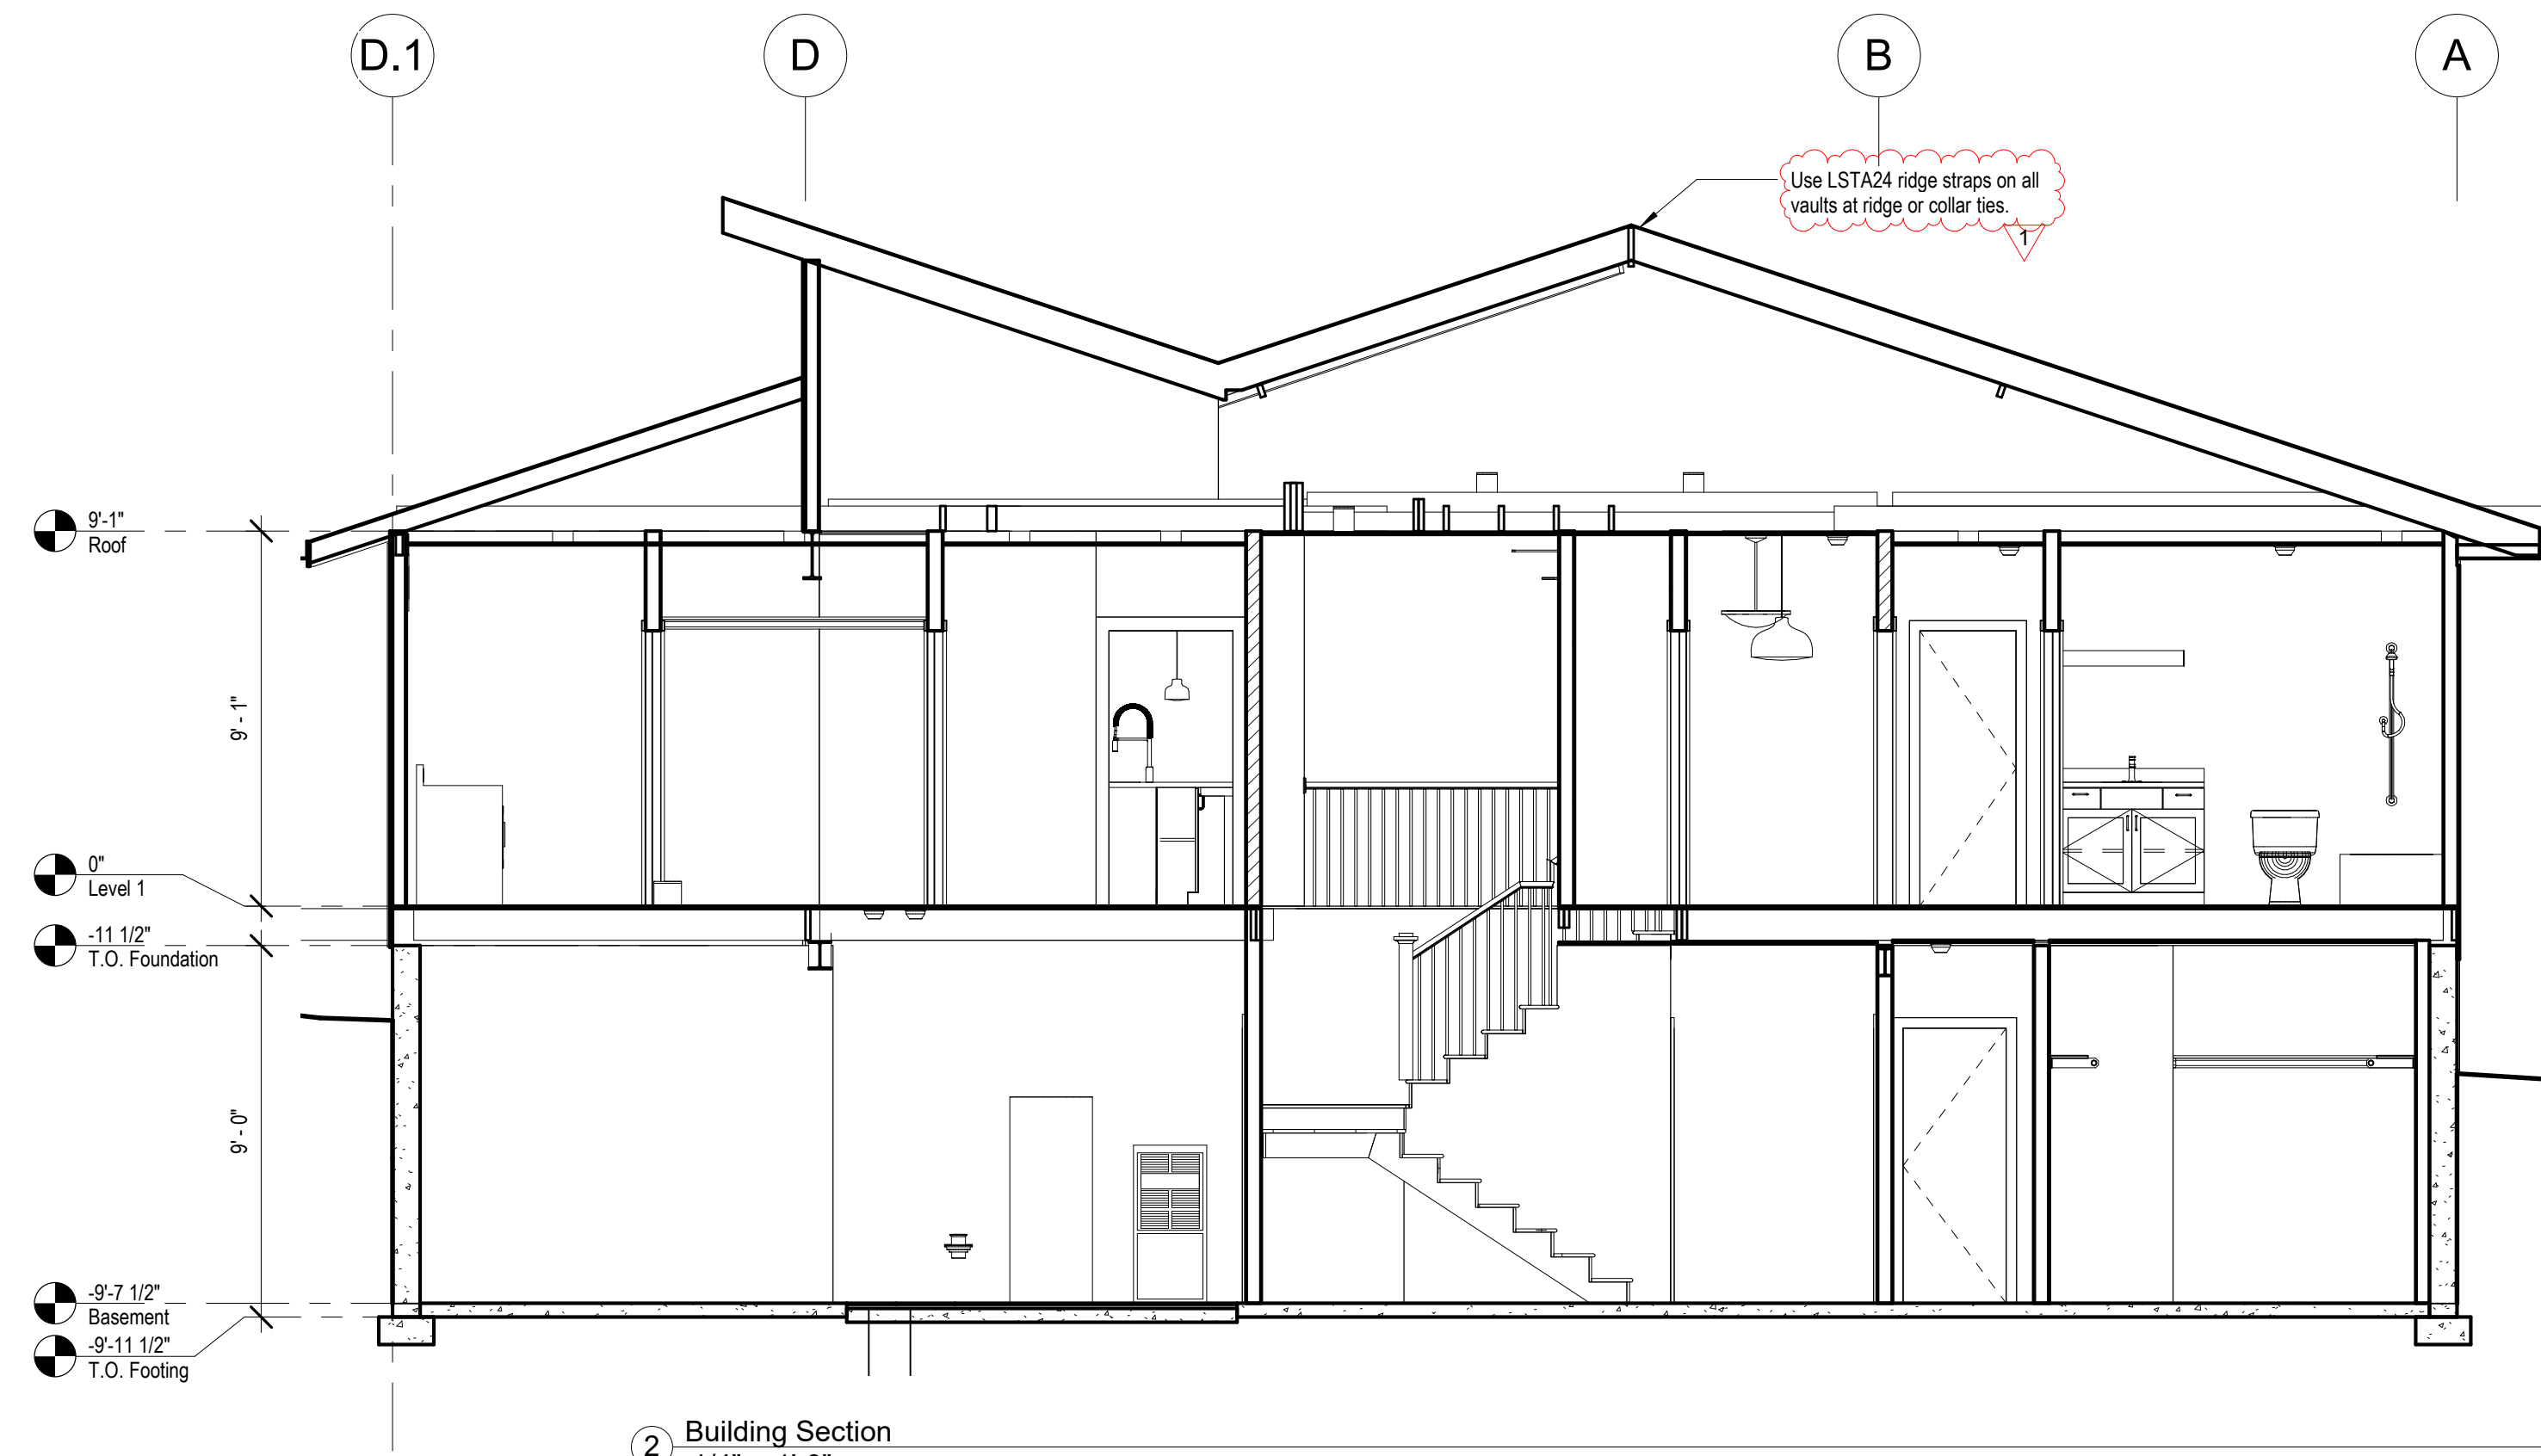 D.1
D
B
A
Use LSTA24 ridge straps on all
vaults at ridge or collar ties.
1
9'-1"
Roof
9' - 1"
0"
Level 1
-11 1/2"
T.O. Foundation
9' - 0"
-9'-7 1/2"
Basement
-9'-11 1/2"
T.O. Footing
2
Building Section